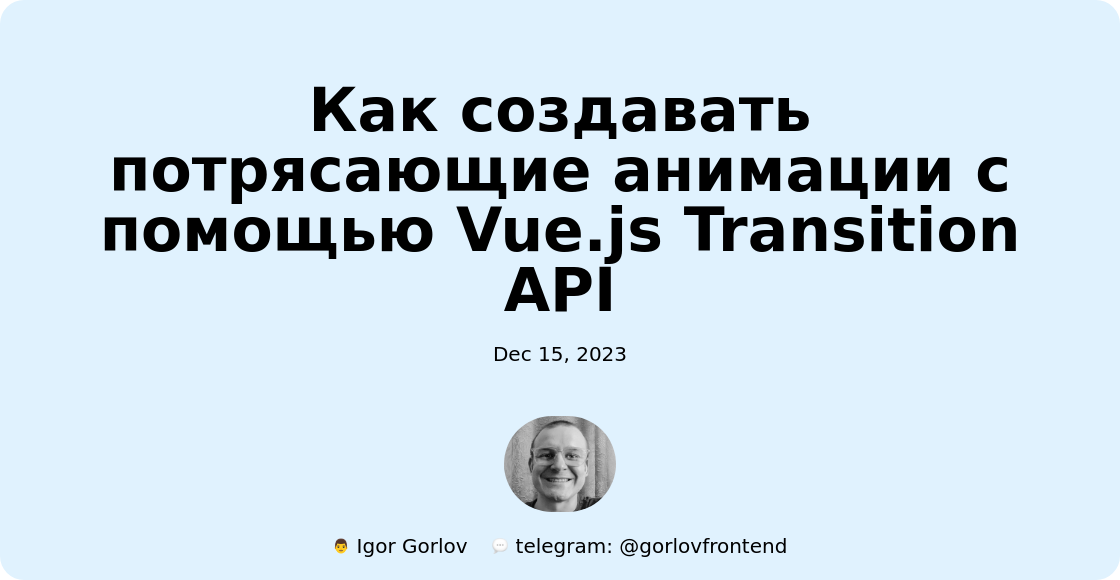 Как создавать
потрясающие анимации с
помощью Vue.js Transition
API
Dec 15, 2023
👨 Igor Gorlov 💬 telegram: @gorlovfrontend